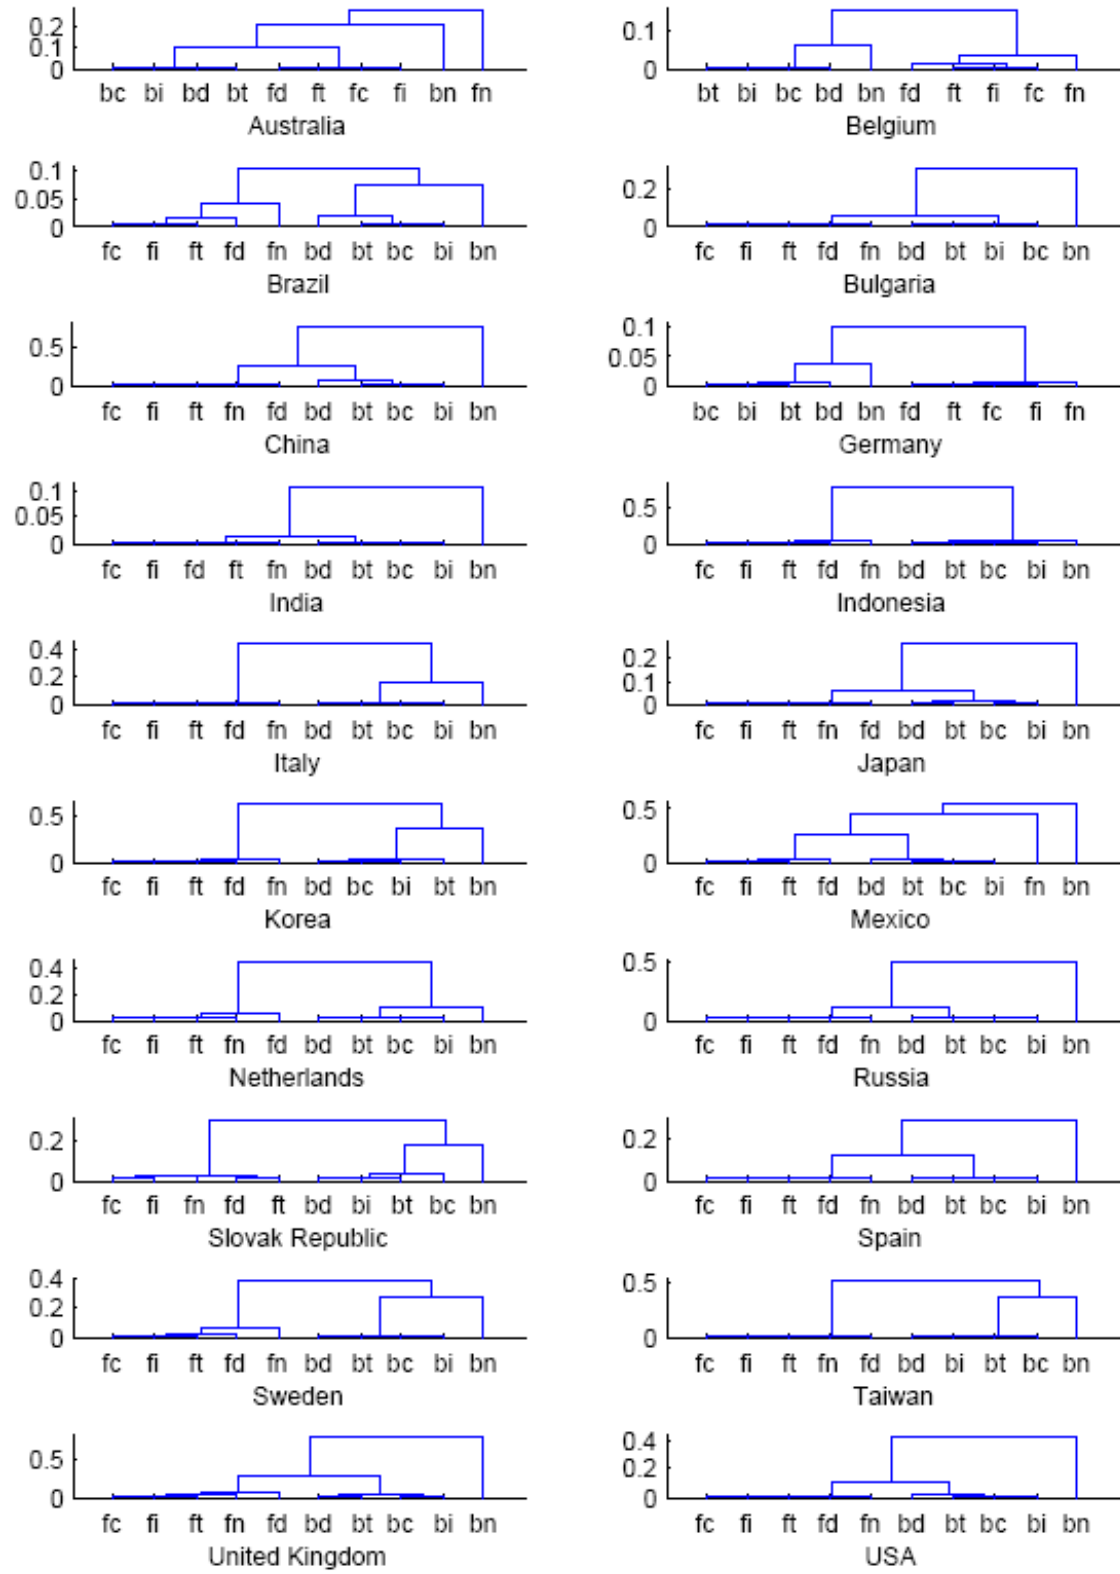 0.2
0.1
0
bc bi bd bt fd ft fc fi bn fn
Australia
0.1
0
bt bi bc bd bn fd ft fi fc fn
Belgium
0.1
0.05
0
fc fi ft fd fn bd bt bc bi bn
Brazil
0.2
0
fc fi ft fd fn bd bt bi bc bn
Bulgaria
0.5
0
fc fi ft fn fd bd bt bc bi bn
China
0.1
0.05
0
bc bi bt bd bn fd ft fc fi fn
Germany
0.1
0.05
0
fc fi fd ft fn bd bt bc bi bn
India
0.5
0
fc fi ft fd fn bd bt bc bi bn
Indonesia
0.4
0.2
0
fc fi ft fd fn bd bt bc bi bn
Italy
0.2
0.1
0
fc fi ft fn fd bd bt bc bi bn
Japan
0.5
0
fc fi ft fd fn bd bc bi bt bn
Korea
0.5
0
fc fi ft fd bd bt bc bi fn bn
Mexico
0.4
0.2
0
fc fi ft fn fd bd bt bc bi bn
Netherlands
0.5
0
fc fi ft fd fn bd bt bc bi bn
Russia
0.2
0
fc fi fn fd ft bd bi bt bc bn
Slovak Republic
0.2
0
fc fi ft fd fn bd bt bc bi bn
Spain
0.4
0.2
0
fc fi ft fd fn bd bt bc bi bn
Sweden
0.5
0
fc fi ft fn fd bd bi bt bc bn
Taiwan
0.5
0
fc fi ft fn fd bd bt bc bi bn
United Kingdom
0.4
0.2
0
fc fi ft fd fn bd bt bc bi bn
USA